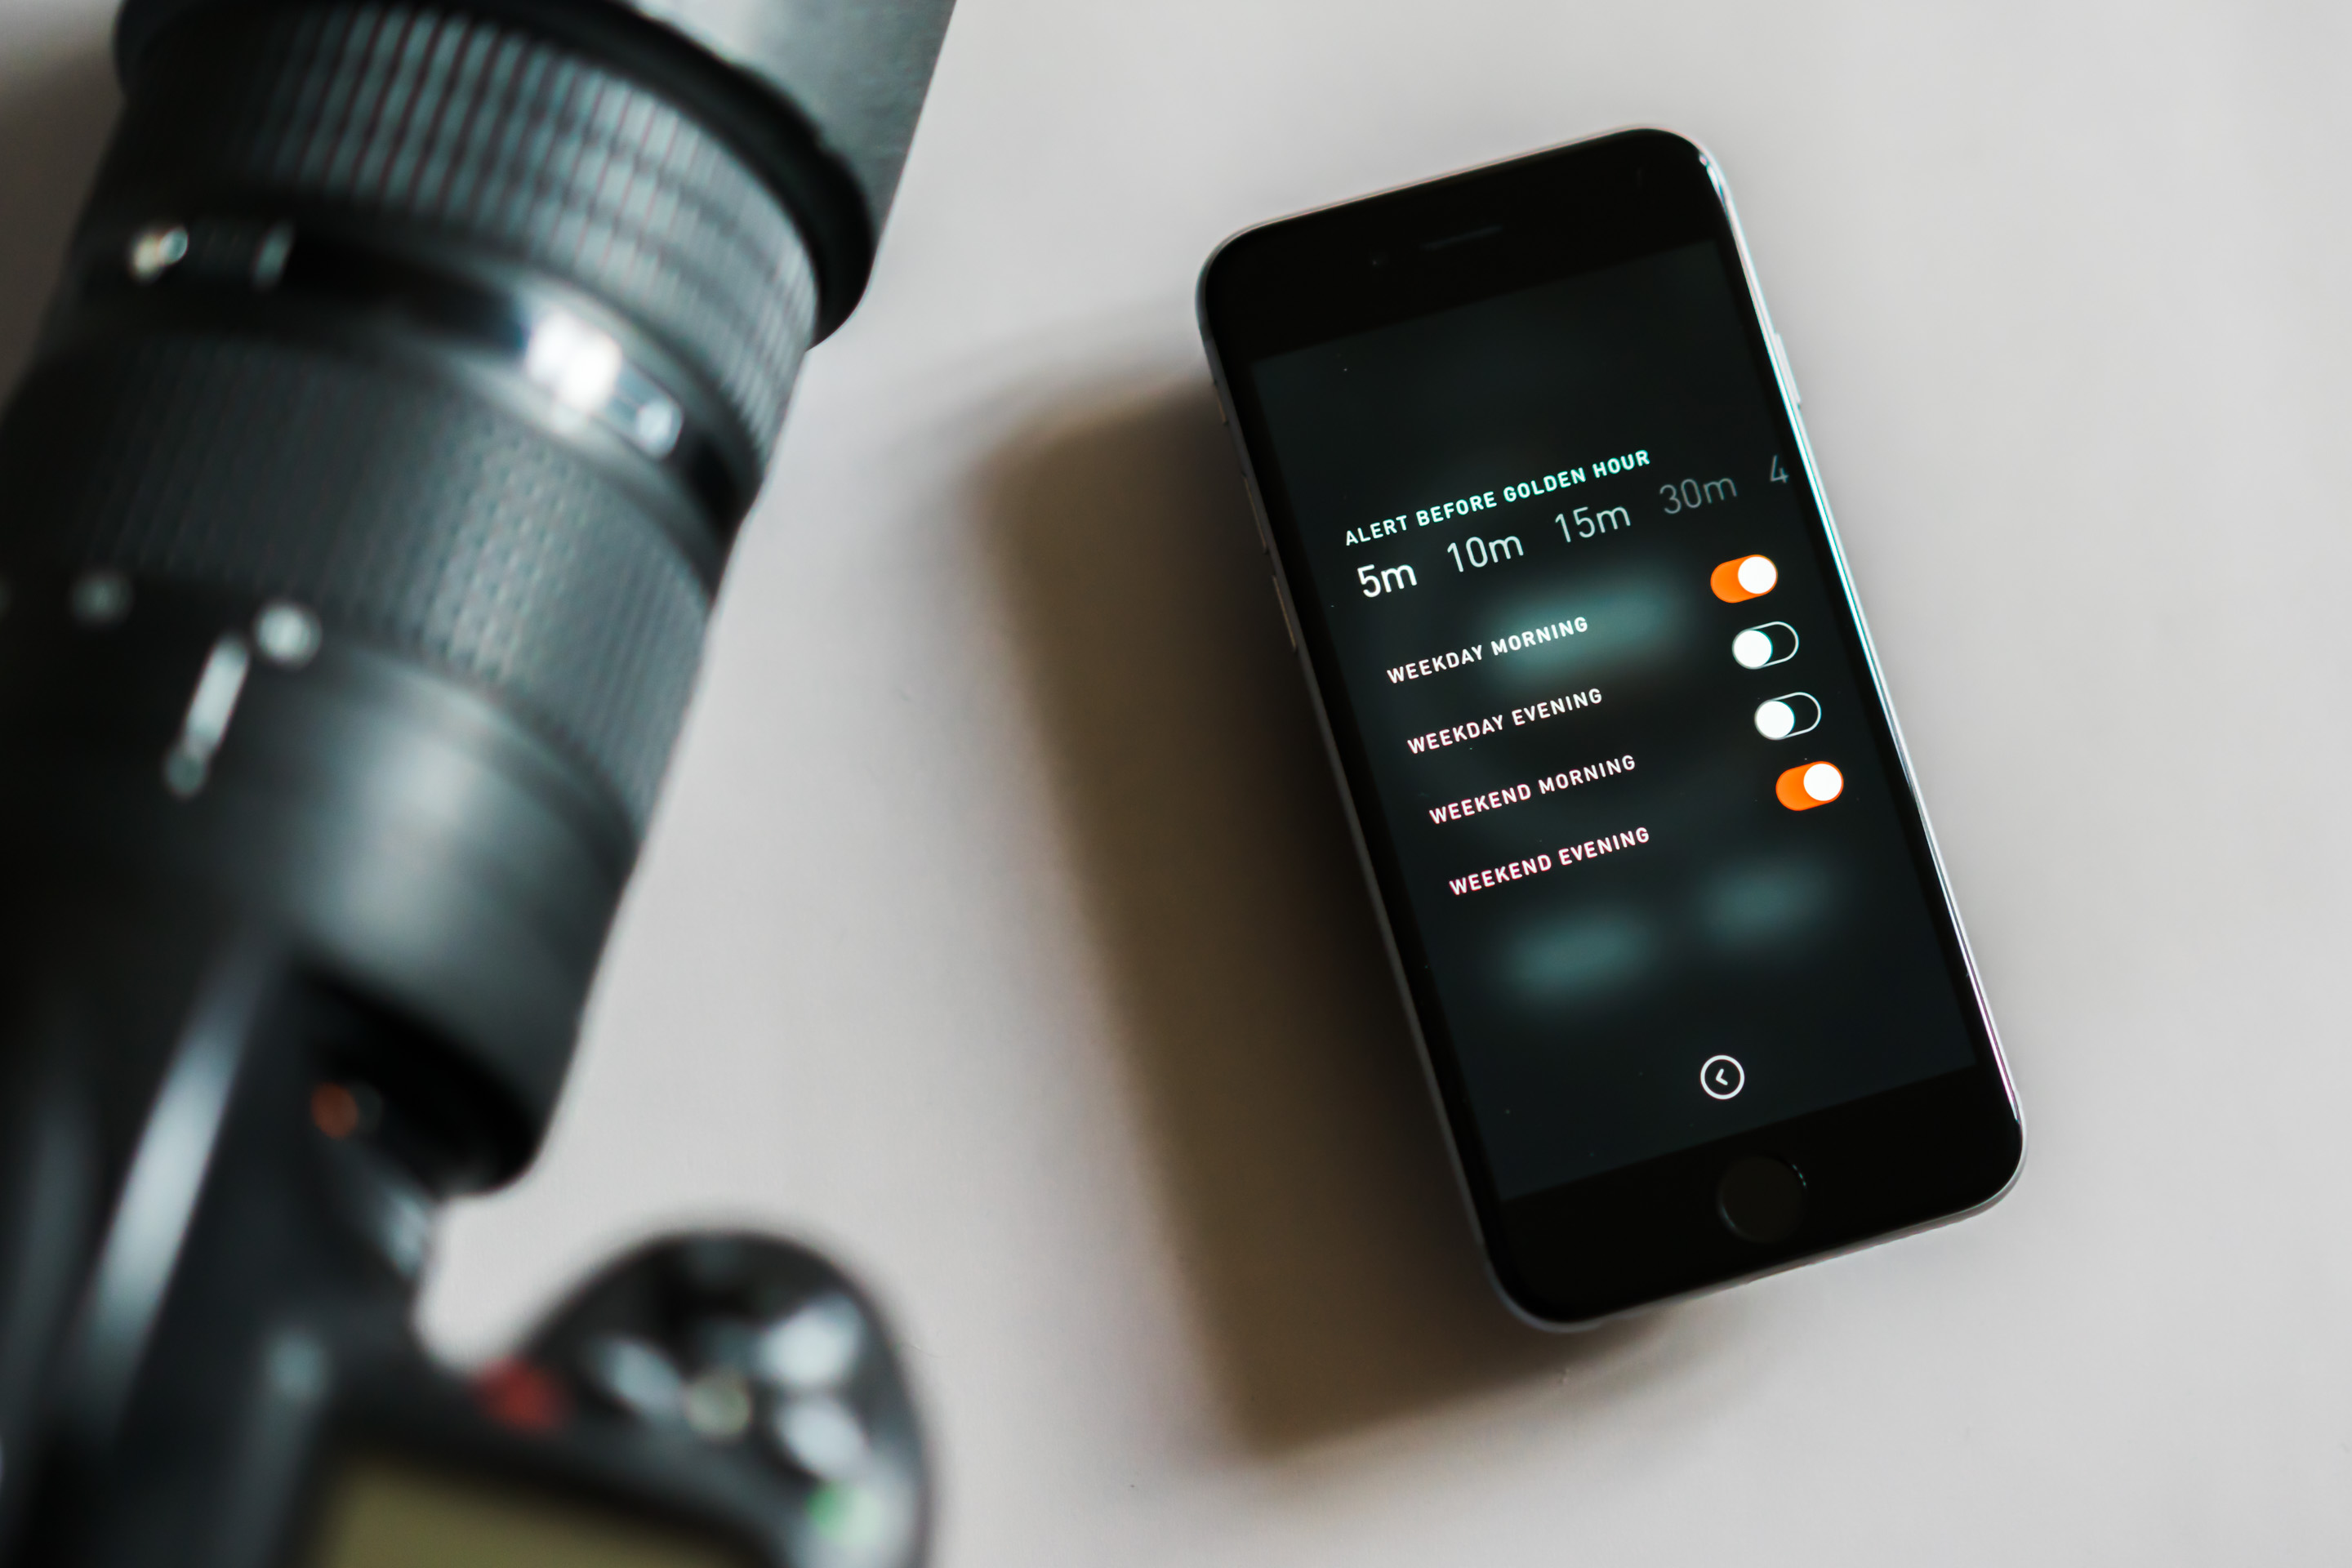 ALERT BEFORE GOLDEN HOUR
5m 10m 15m 30m 4
WEEKDAY MORNING
WEEKDAY EVENING
WEEKEND MORNING
WEEKEND EVENING